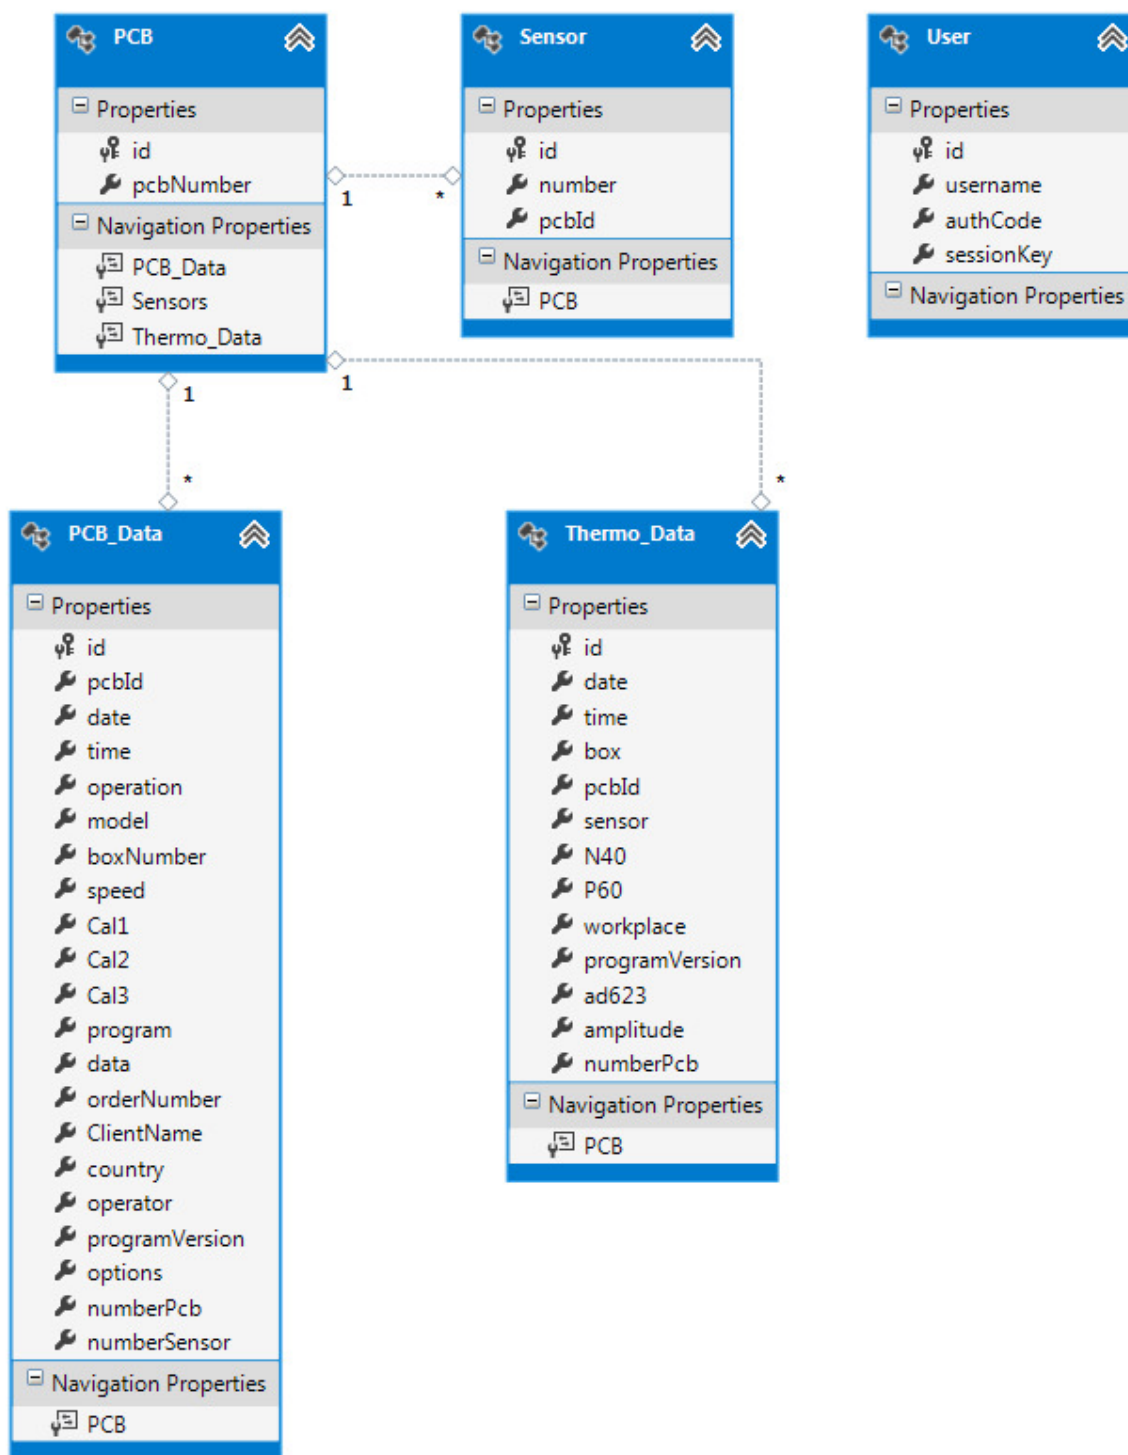 PCB
Properties
id
pcbNumber
Navigation Properties
PCB_Data
Sensors
Thermo_Data
1
*
Sensor
Properties
id
number
pcbId
Navigation Properties
PCB
User
Properties
id
username
authCode
sessionKey
Navigation Properties
1
*
1
*
PCB_Data
Properties
id
pcbId
date
time
operation
model
boxNumber
speed
Cal1
Cal2
Cal3
program
data
orderNumber
ClientName
country
operator
programVersion
options
numberPcb
numberSensor
Navigation Properties
PCB
Thermo_Data
Properties
id
date
time
box
pcbId
sensor
N40
P60
workplace
programVersion
ad623
amplitude
numberPcb
Navigation Properties
PCB